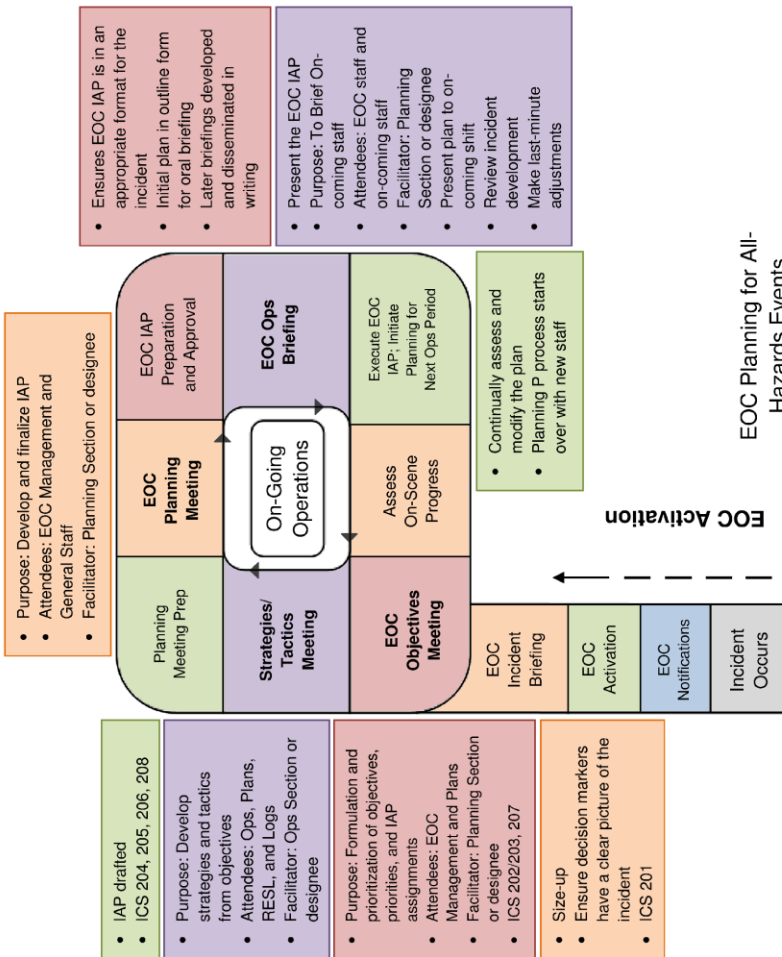 • IAP drafted
• ICS 204, 205, 206, 208
• Purpose: Develop
strategies and tactics
from objectives
• Attendees: Ops, Plans,
RESL, and Logs
• Facilitator: Ops Section or
designee
• Purpose: Formulation and
prioritization of objectives,
priorities, and IAP
assignments
• Attendees: EOC
Management and Plans
• Facilitator: Planning Section
or designee
• ICS 202/203, 207
• Size-up
• Ensure decision markers
have a clear picture of the
incident
• ICS 201
• Purpose: Develop and finalize IAP
• Attendees: EOC Management and
General Staff
• Facilitator: Planning Section or designee
Planning
Meeting Prep
EOC
Planning
Meeting
EOC IAP
Preparation
and Approval
Strategies/
Tactics
Meeting
On-Going
Operations
EOC Ops
Briefing
EOC
Objectives
Meeting
Assess
On-Scene
Progress
Execute EOC
IAP; Initiate
Planning for
Next Ops Period
EOC
Incident
Briefing
EOC
Activation
EOC
Notifications
Incident
Occurs
EOC Activation
• Ensures EOC IAP is in an
appropriate format for the
incident
• Initial plan in outline form
for oral briefing
• Later briefings developed
and disseminated in
writing
• Present the EOC IAP
• Purpose: To Brief On-
coming staff
• Attendees: EOC staff and
on-coming staff
• Facilitator: Planning
Section or designee
• Present plan to on-
coming shift
• Review incident
development
• Make last-minute
adjustments
• Continually assess and
modify the plan
• Planning P process starts
over with new staff
EOC Planning for All-
Hazards Events